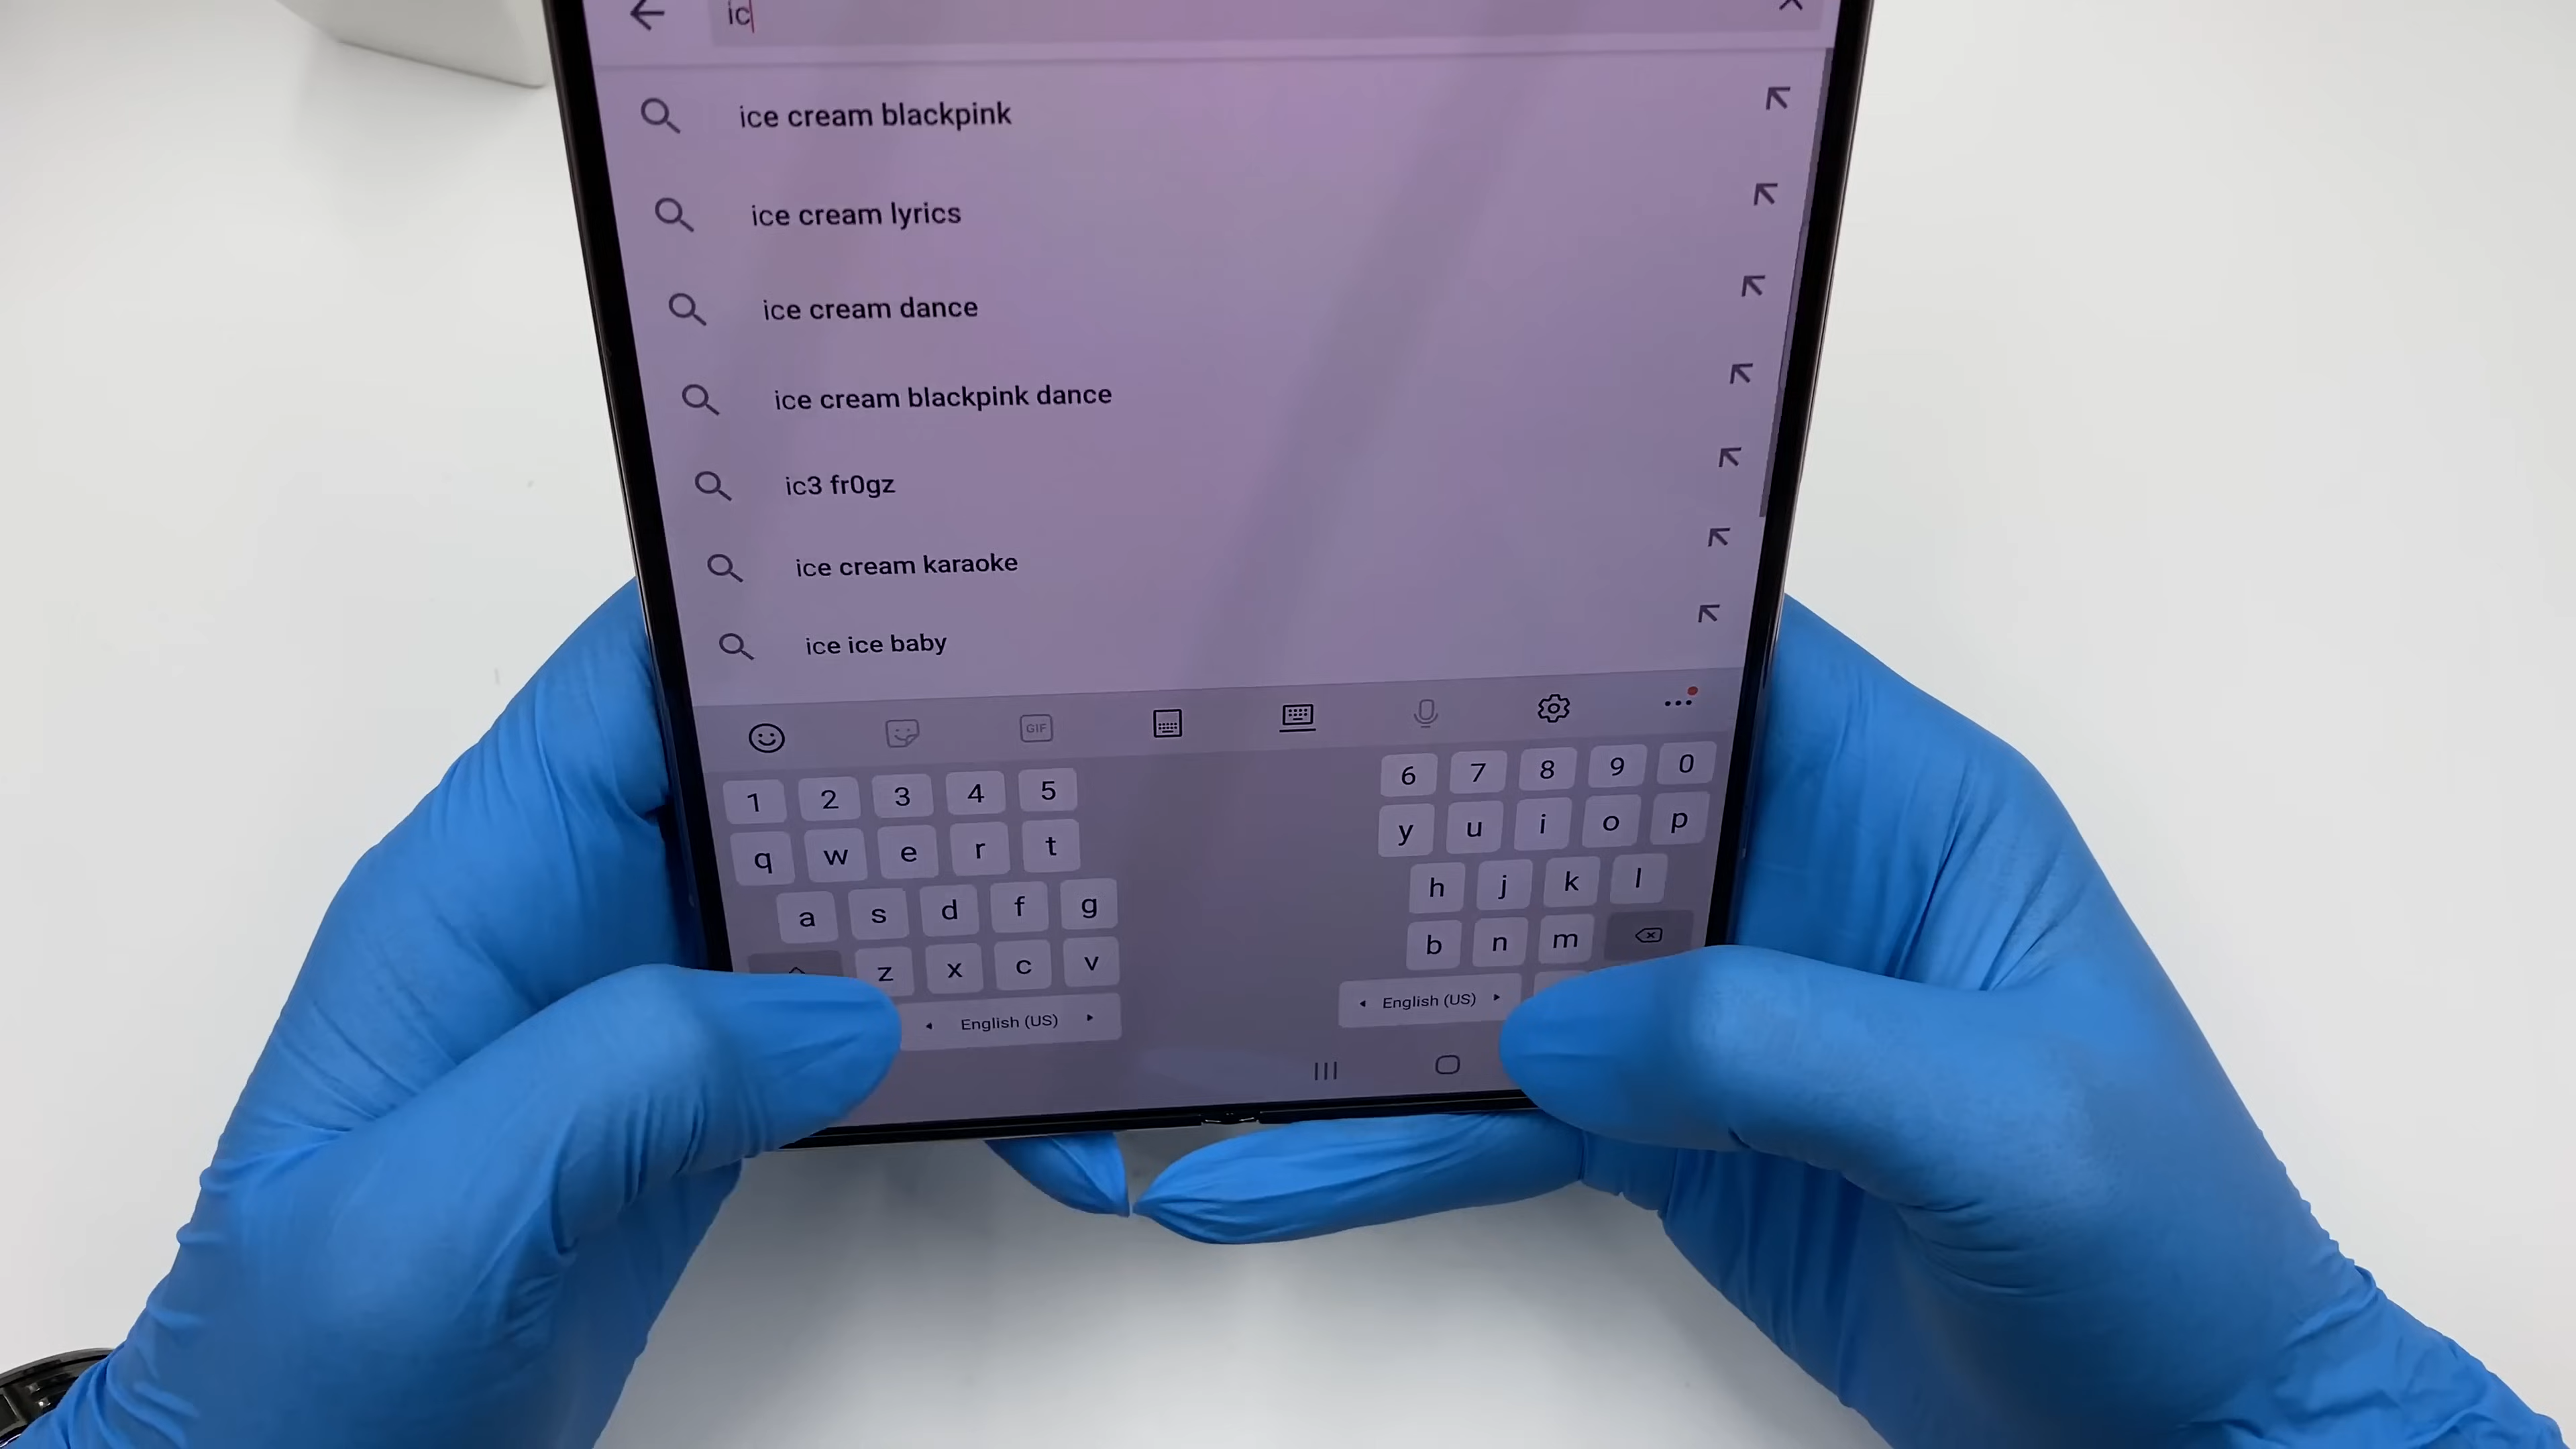 ic
ice cream blackpink
ice cream lyrics
ice cream dance
ice cream blackpink dance
ic3 fr0gz
ice cream karaoke
ice ice baby
GIF
1 2 3 4 5 6 7 8 9 0
q w e r t y u i o p
a s d f g h j k l
z x c v b n m
English (US) English (US)